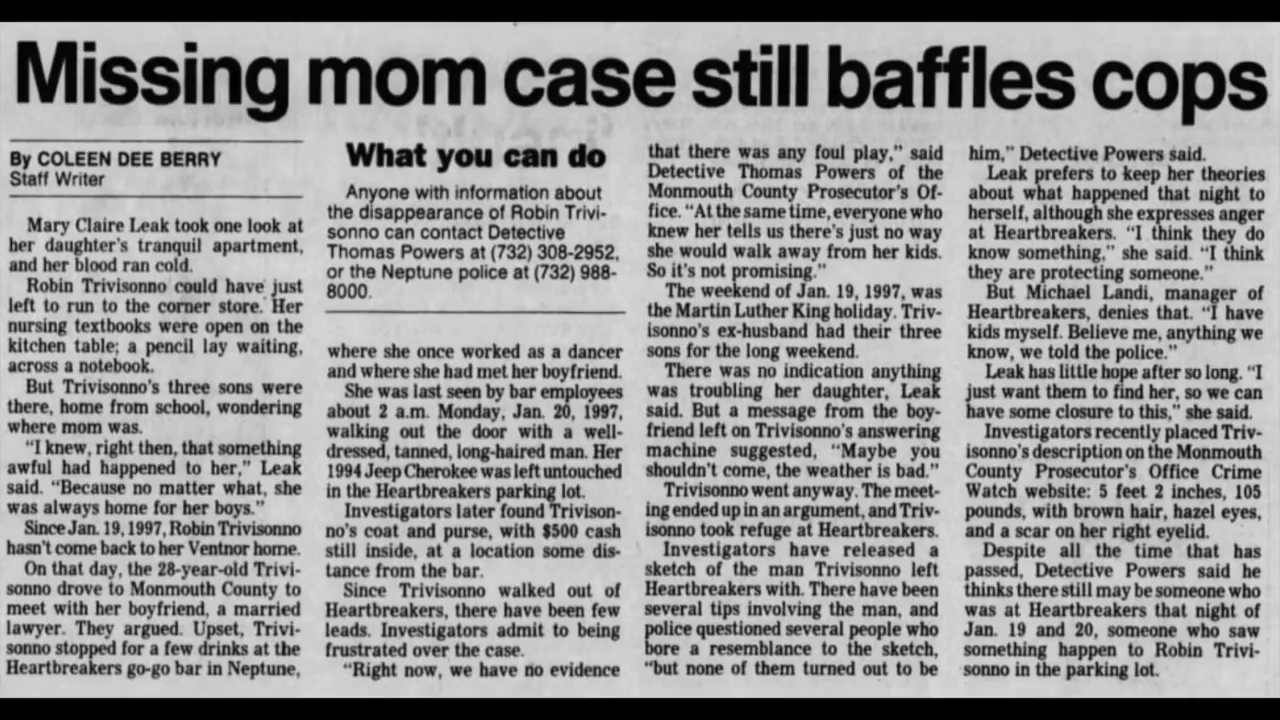 Missing mom case still baffles cops
By COLEEN DEE BERRY
Staff Writer
Mary Claire Leak took one look at
her daughter's tranquil apartment,
and her blood ran cold.
Robin Trivisonno could have just
left to run to the corner store. Her
nursing textbooks were open on the
kitchen table; a pencil lay waiting,
across a notebook.
But Trivisonno's three sons were
there, home from school, wondering
where mom was.
"I knew, right then, that something
awful had happened to her," Leak
said. "Because no matter what, she
was always home for her boys."
Since Jan. 19, 1997, Robin Trivisonno
hasn't come back to her Ventnor home.
On that day, the 28-year-old Trivi-
sonno drove to Monmouth County to
meet with her boyfriend, a married
lawyer. They argued. Upset, Trivi-
sonno stopped for a few drinks at the
Heartbreakers go-go bar in Neptune,
What you can do
Anyone with information about
the disappearance of Robin Trivi-
sonno can contact Detective
Thomas Powers at (732) 308-2952,
or the Neptune police at (732) 988-
8000.
where she once worked as a dancer
and where she had met her boyfriend.
She was last seen by bar employees
about 2 a.m. Monday, Jan. 20, 1997,
walking out the door with a well-
dressed, tanned, long-haired man. Her
1994 Jeep Cherokee was left untouched
in the Heartbreakers parking lot.
Investigators later found Trivison-
no's coat and purse, with $500 cash
still inside, at a location some dis-
tance from the bar.
Since Trivisonno walked out of
Heartbreakers, there have been few
leads. Investigators admit to being
frustrated over the case.
"Right now, we have no evidence
that there was any foul play," said
Detective Thomas Powers of the
Monmouth County Prosecutor's Of-
fice. "At the same time, everyone who
knew her tells us there's just no way
she would walk away from her kids.
So it's not promising."
The weekend of Jan. 19, 1997, was
the Martin Luther King holiday. Triv-
isonno's ex-husband had their three
sons for the long weekend.
There was no indication anything
was troubling her daughter, Leak
said. But a message from the boy-
friend left on Trivisonno's answering
machine suggested, "Maybe you
shouldn't come, the weather is bad."
Trivisonno went anyway. The meet-
ing ended up in an argument, and Triv-
isonno took refuge at Heartbreakers.
Investigators have released a
sketch of the man Trivisonno left
Heartbreakers with. There have been
several tips involving the man, and
police questioned several people who
bore a resemblance to the sketch,
"but none of them turned out to be
him," Detective Powers said.
Leak prefers to keep her theories
about what happened that night to
herself, although she expresses anger
at Heartbreakers. "I think they do
know something," she said. "I think
they are protecting someone."
But Michael Landi, manager of
Heartbreakers, denies that. "I have
kids myself. Believe me, anything we
know, we told the police."
Leak has little hope after so long. "I
just want them to find her, so we can
have some closure to this," she said.
Investigators recently placed Triv-
isonno's description on the Monmouth
County Prosecutor's Office Crime
Watch website: 5 feet 2 inches, 105
pounds, with brown hair, hazel eyes,
and a scar on her right eyelid.
Despite all the time that has
passed, Detective Powers said he
thinks there still may be someone who
was at Heartbreakers that night of
Jan. 19 and 20, someone who saw
something happen to Robin Trivi-
sonno in the parking lot.